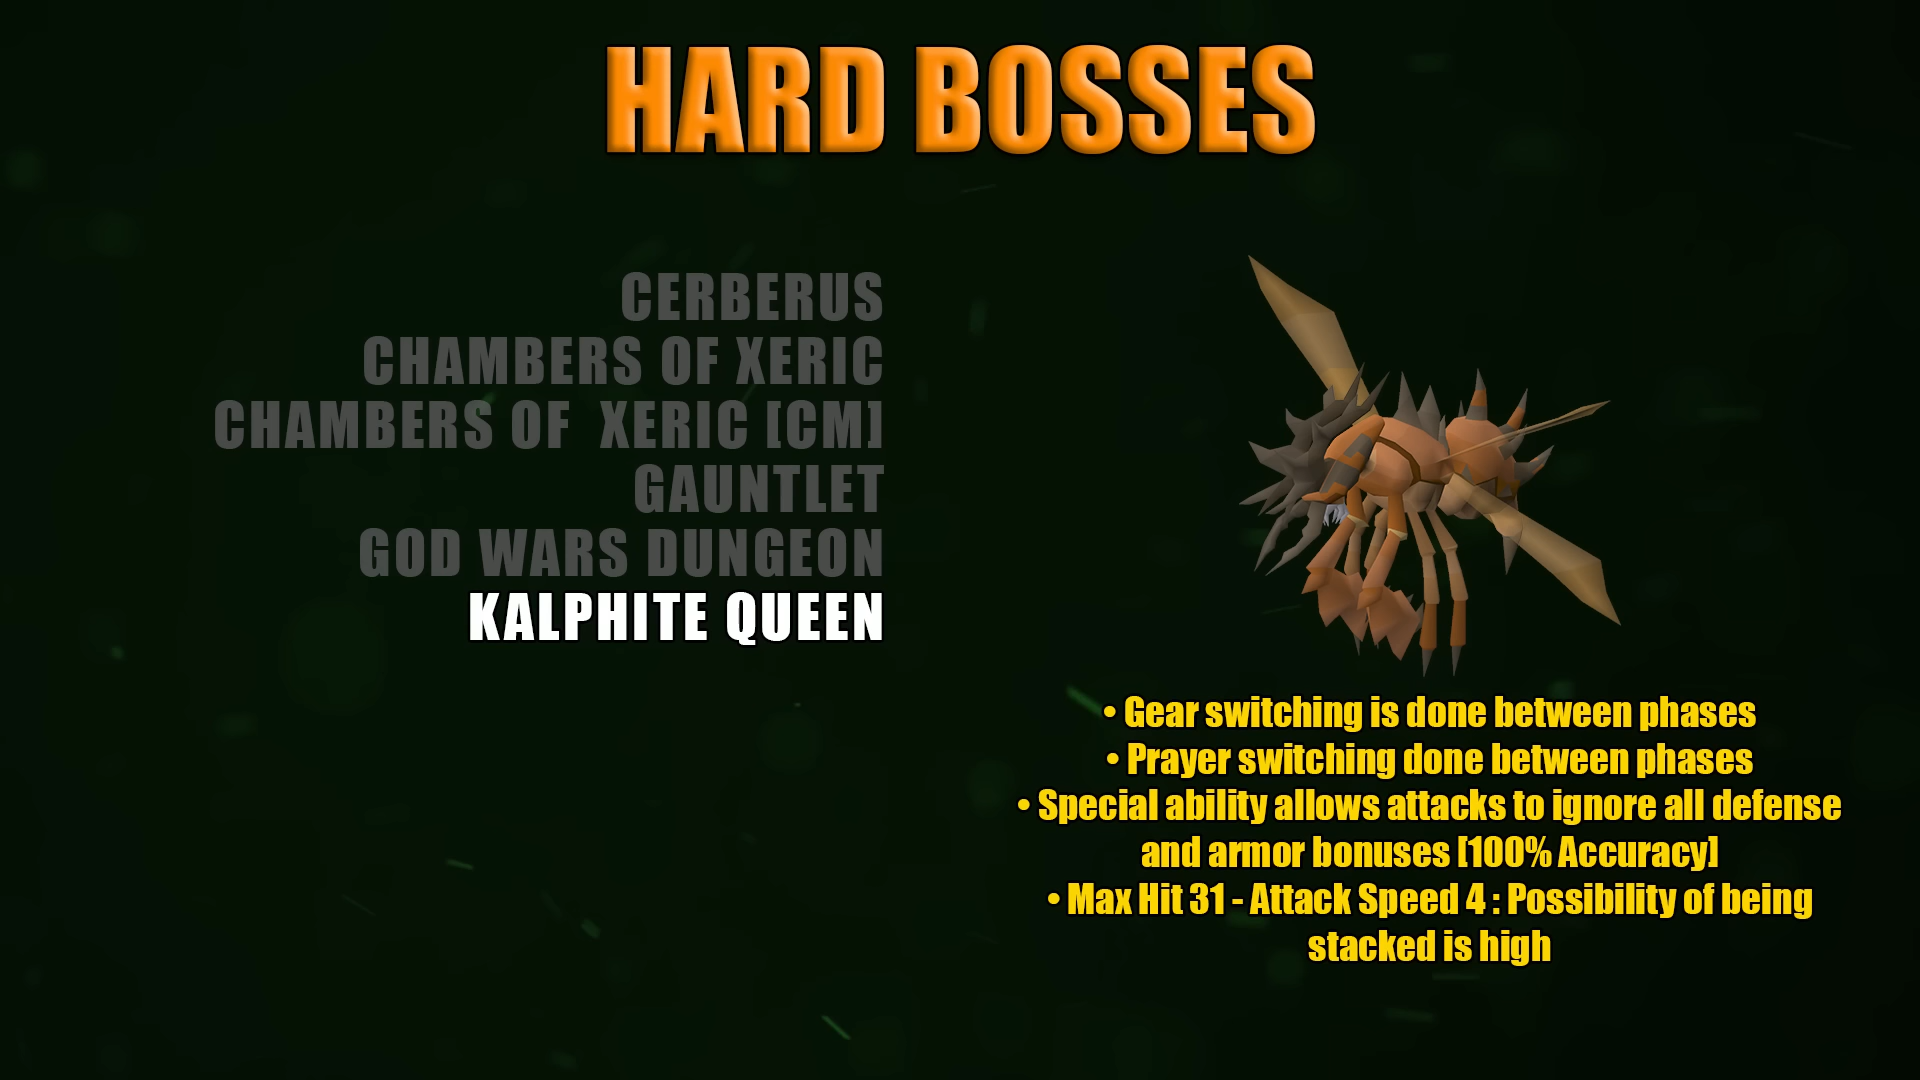 HARD BOSSES
CERBERUS
CHAMBERS OF XERIC
CHAMBERS OF  XERIC [CM]
GAUNTLET
GOD WARS DUNGEON
KALPHITE QUEEN
• Gear switching is done between phases
• Prayer switching done between phases
• Special ability allows attacks to ignore all defense
and armor bonuses [100% Accuracy]
• Max Hit 31 - Attack Speed 4 : Possibility of being
stacked is high